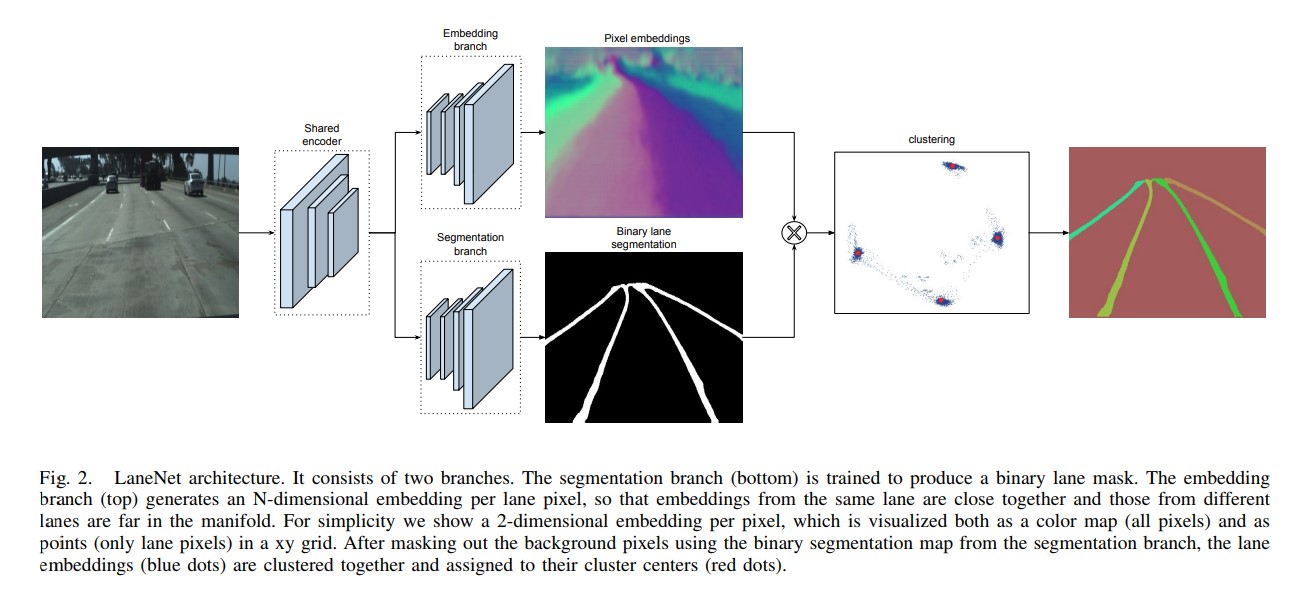 Embedding
branch
Pixel embeddings
Shared
encoder
clustering
Segmentation
branch
Binary lane
segmentation
Fig. 2. LaneNet architecture. It consists of two branches. The segmentation branch (bottom) is trained to produce a binary lane mask. The embedding
branch (top) generates an N-dimensional embedding per lane pixel, so that embeddings from the same lane are close together and those from different
lanes are far in the manifold. For simplicity we show a 2-dimensional embedding per pixel, which is visualized both as a color map (all pixels) and as
points (only lane pixels) in a xy grid. After masking out the background pixels using the binary segmentation map from the segmentation branch, the lane
embeddings (blue dots) are clustered together and assigned to their cluster centers (red dots).